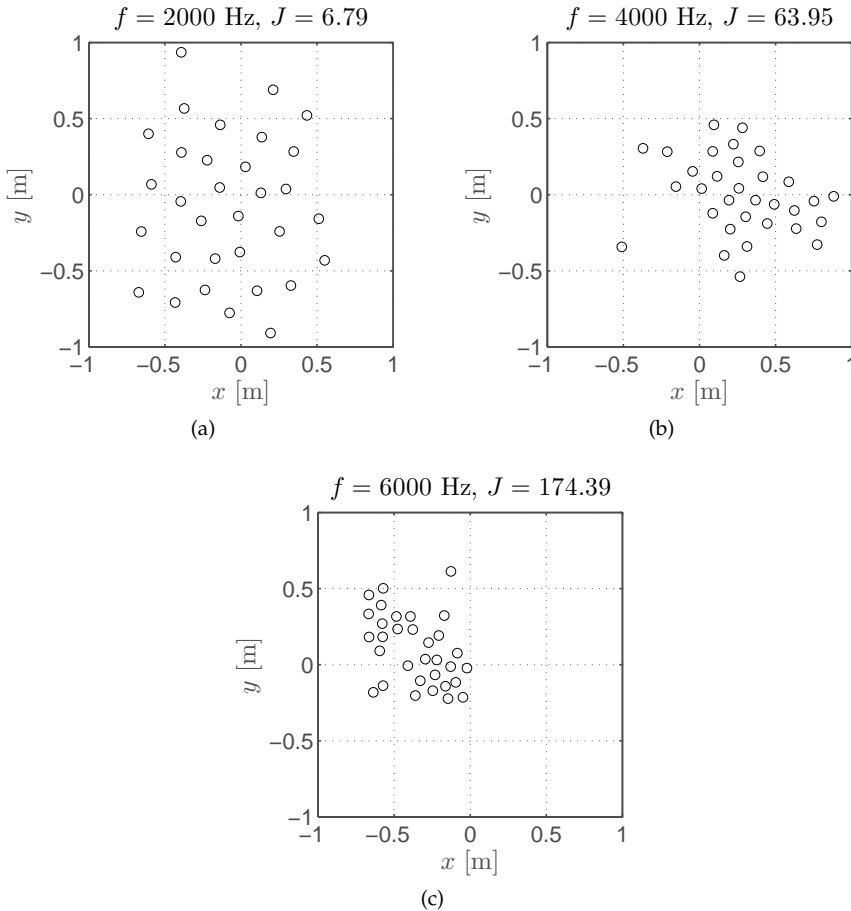 f = 2000 Hz, J = 6.79
1
0.5
0
−0.5
−1
y [m]
−1 −0.5 0 0.5 1
x [m]
(a)
f = 4000 Hz, J = 63.95
1
0.5
0
−0.5
−1
y [m]
−1 −0.5 0 0.5 1
x [m]
(b)
f = 6000 Hz, J = 174.39
1
0.5
0
−0.5
−1
y [m]
−1 −0.5 0 0.5 1
x [m]
(c)